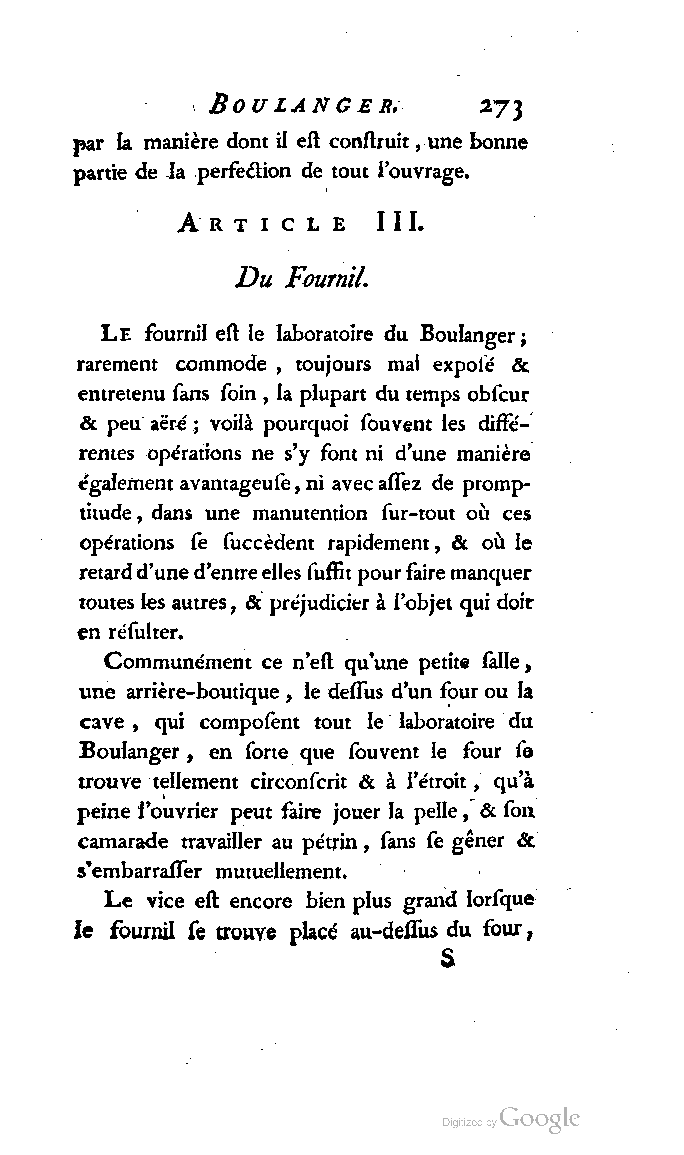 BOULANGER. 273
par la manière dont il eſt conſtruit, une bonne
partie de la perfection de tout l'ouvrage.
ARTICLE III.
Du Fournil.
LE fournil eſt le laboratoire du Boulanger ;
rarement commode , toujours mal expoſé &
entretenu ſans ſoin , la plupart du temps obſcur
& peu aëré ; voilà pourquoi ſouvent les diffé-
rentes opérations ne s'y font ni d'une manière
également avantageuſe, ni avec aſſez de promp-
titude , dans une manutention ſur-tout où ces
opérations ſe ſuccèdent rapidement, & où le
retard d'une d'entre elles ſuffit pour faire manquer
toutes les autres, & préjudicier à l'objet qui doit
en réſulter.
Communément ce n'eſt qu'une petite ſalle,
une arrière-boutique , le deſſus d'un four ou la
cave , qui compoſent tout le laboratoire du
Boulanger , en ſorte que ſouvent le four ſe
trouve tellement circonſcrit & à l'étroit, qu'à
peine l'ouvrier peut faire jouer la pelle, & ſon
camarade travailler au pétrin, ſans ſe gêner &
s'embarraſſer mutuellement.
Le vice eſt encore bien plus grand lorſque
le fournil ſe trouve placé au-deſſus du four,
S
Digitized by Google